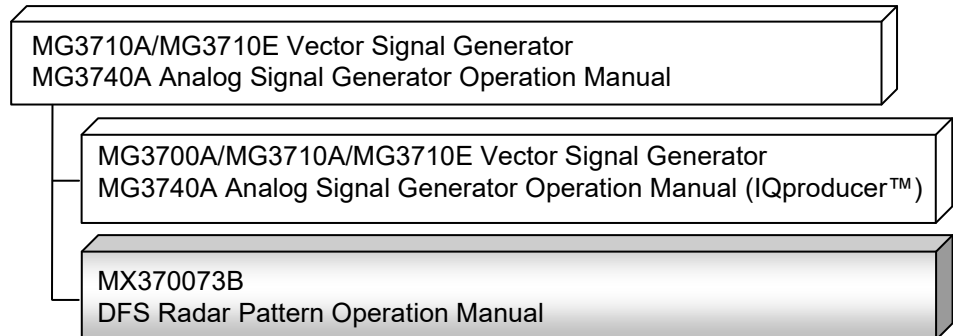 MG3710A/MG3710E Vector Signal Generator
MG3740A Analog Signal Generator Operation Manual
MG3700A/MG3710A/MG3710E Vector Signal Generator
MG3740A Analog Signal Generator Operation Manual (IQproducer™)
MX370073B
DFS Radar Pattern Operation Manual